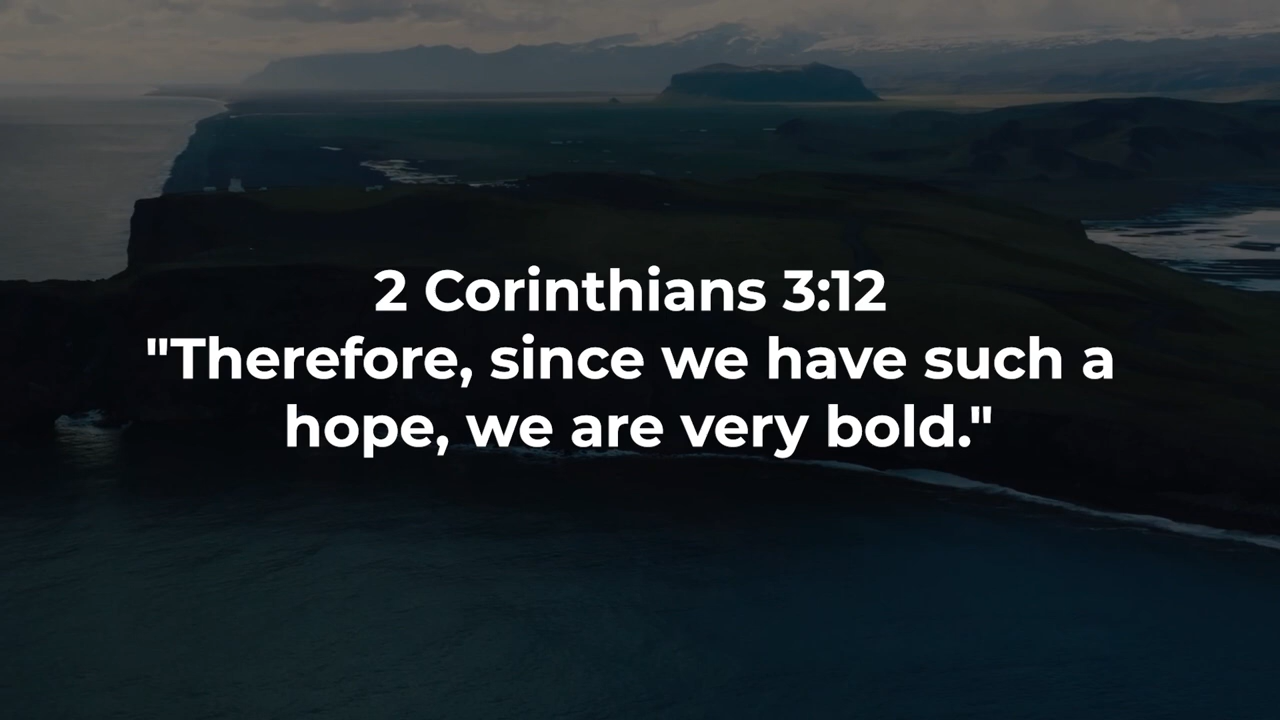 2 Corinthians 3:12
"Therefore, since we have such a
hope, we are very bold."